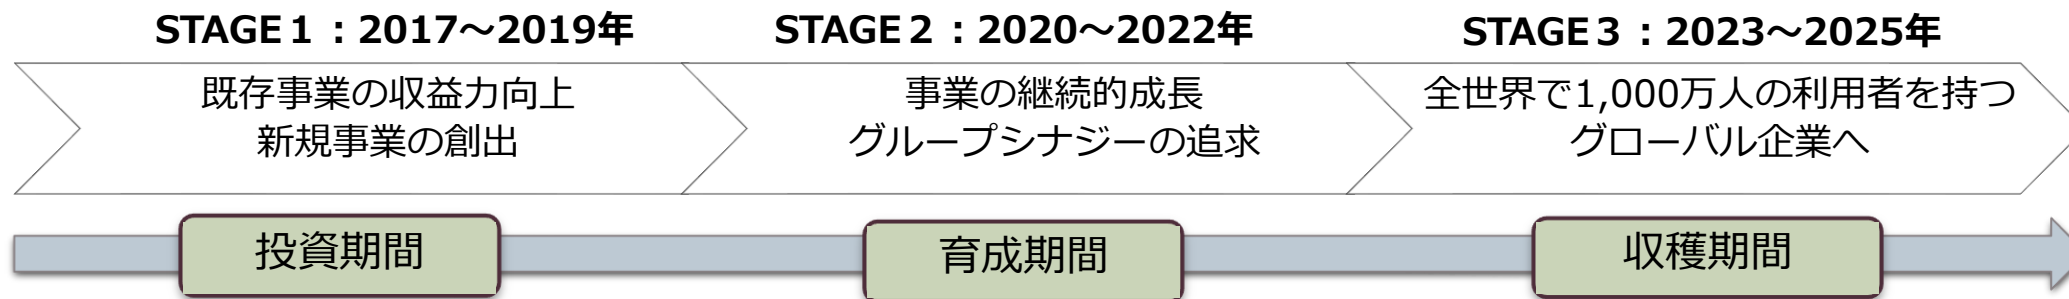 STAGE１：2017～2019年
既存事業の収益力向上
新規事業の創出
投資期間
STAGE２：2020～2022年
事業の継続的成長
グループシナジーの追求
育成期間
STAGE３：2023～2025年
全世界で1,000万人の利用者を持つ
グローバル企業へ
収穫期間